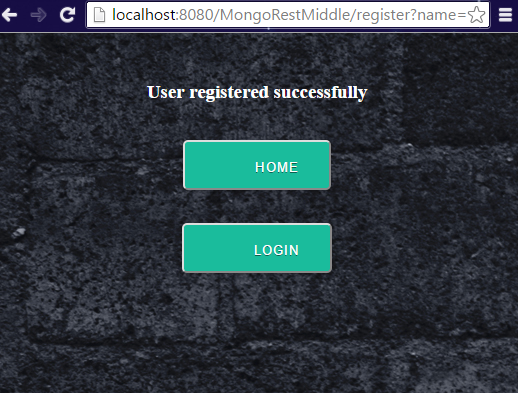 localhost:8080/MongoRestMiddle/register?name=
User registered successfully
HOME
LOGIN